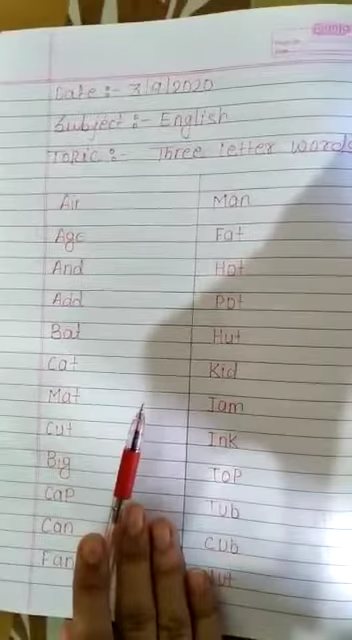 Date :- 3/9/2020
Subject :- English
Topic :- Three letter words
Air
Age
And
Add
Bat
Cat
Mat
Cut
Big
Cap
Can
Fan
Man
Fat
Hot
Pot
Hut
Kid
Jam
Ink
Top
Tub
Cub